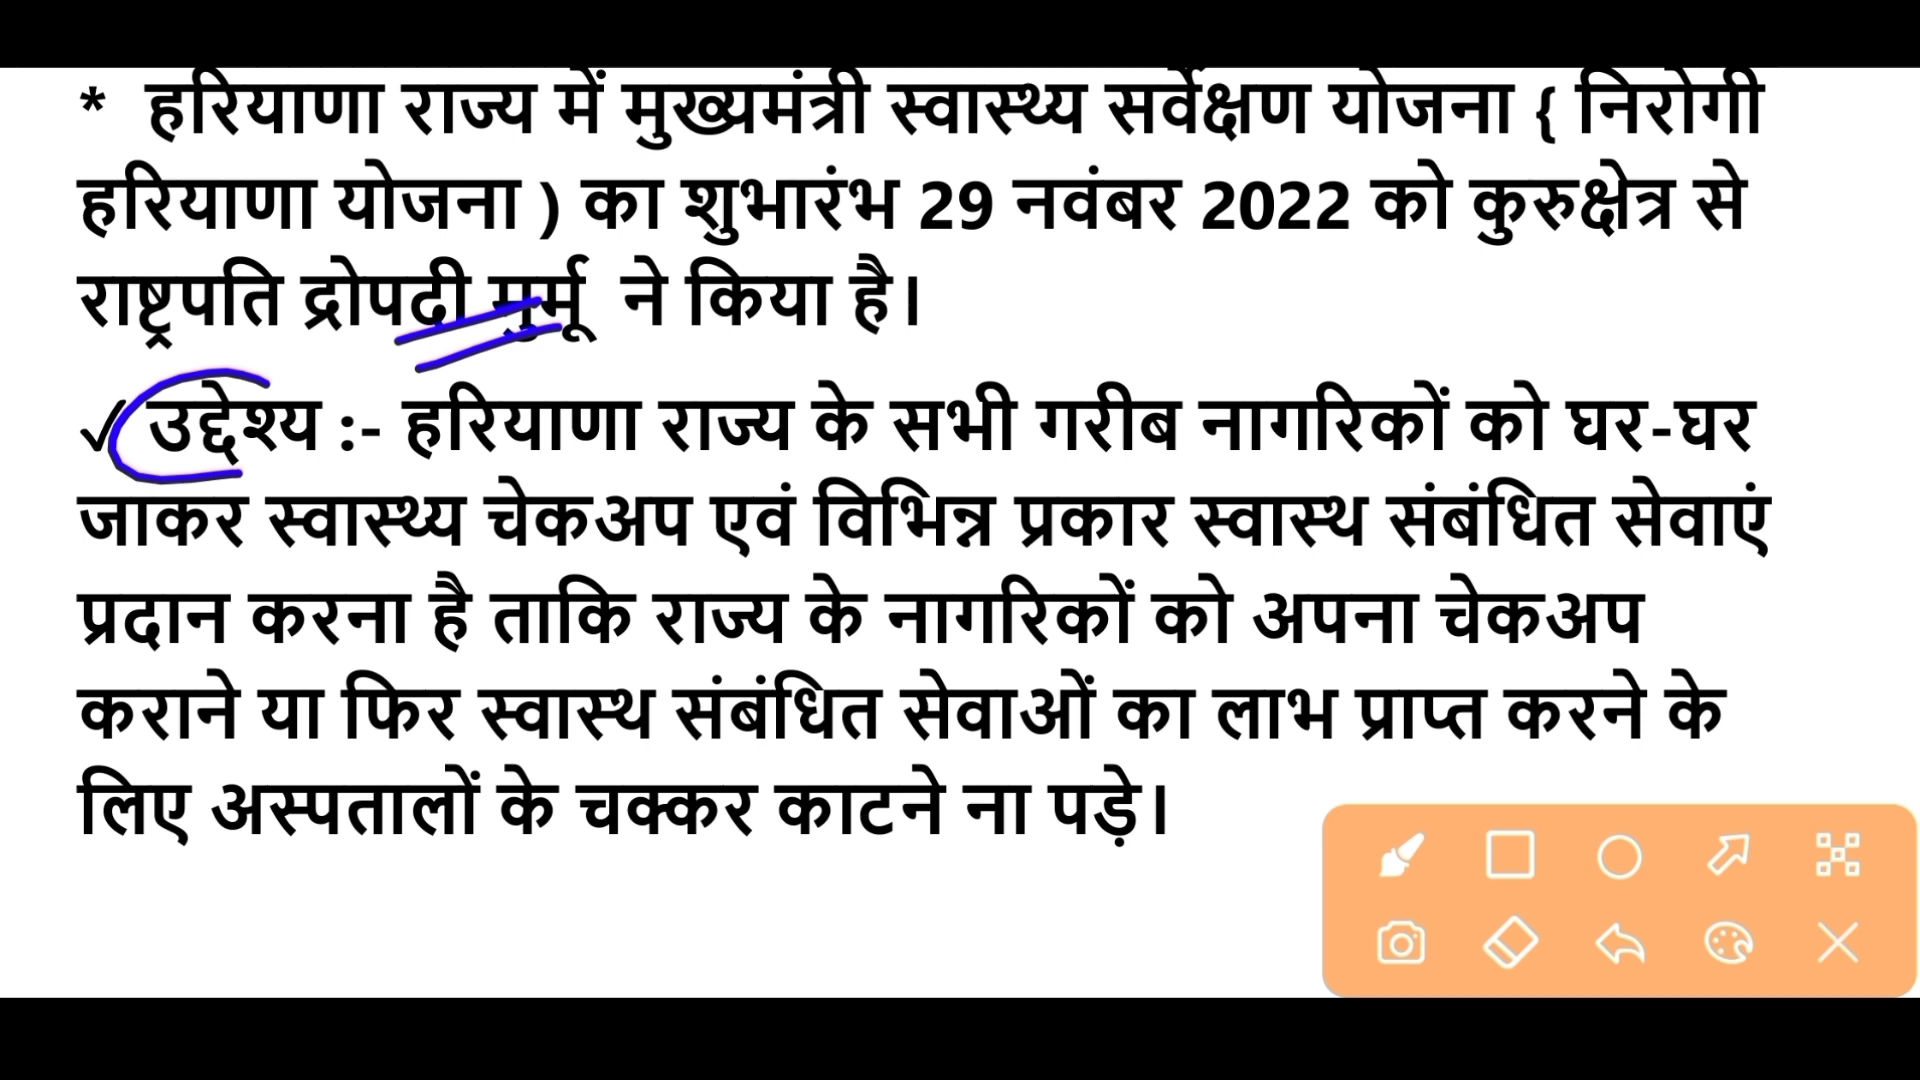 * हरियाणा राज्य में मुख्यमंत्री स्वास्थ्य सर्वेक्षण योजना { निरोगी
हरियाणा योजना ) का शुभारंभ 29 नवंबर 2022 को कुरुक्षेत्र से
राष्ट्रपति द्रोपदी मुर्मू ने किया है।
✓ उद्देश्य :- हरियाणा राज्य के सभी गरीब नागरिकों को घर-घर
जाकर स्वास्थ्य चेकअप एवं विभिन्न प्रकार स्वास्थ संबंधित सेवाएं
प्रदान करना है ताकि राज्य के नागरिकों को अपना चेकअप
कराने या फिर स्वास्थ संबंधित सेवाओं का लाभ प्राप्त करने के
लिए अस्पतालों के चक्कर काटने ना पड़े।